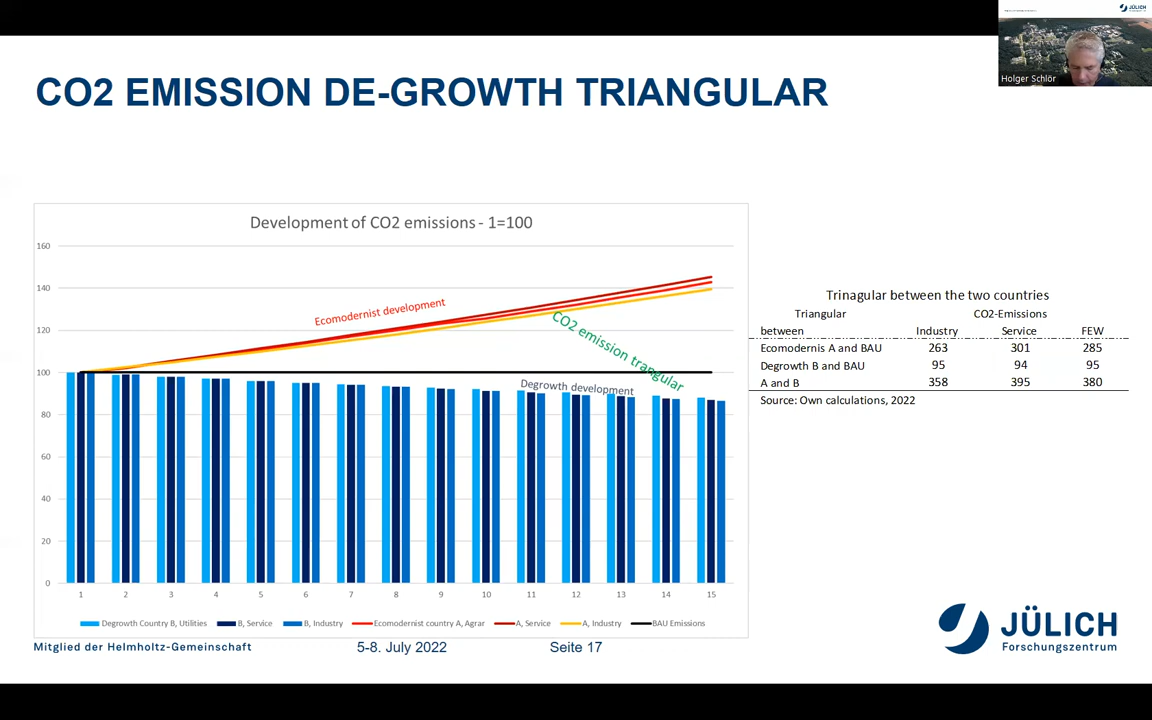 JÜLICH
Holger Schlör
CO2 EMISSION DE-GROWTH TRIANGULAR
Development of CO2 emissions - 1=100
160
140
120
100
80
60
40
20
0
Ecomodernist development
CO2 emission trangular
Degrowth development
1 2 3 4 5 6 7 8 9 10 11 12 13 14 15
Degrowth Country B, Utilities B, Service B, Industry Ecomodernist country A, Agrar A, Service A, Industry BAU Emissions
Trinagular between the two countries
Triangular CO2-Emissions
between Industry Service FEW
Ecomodernis A and BAU 263 301 285
Degrowth B and BAU 95 94 95
A and B 358 395 380
Source: Own calculations, 2022
JÜLICH
Forschungszentrum
Mitglied der Helmholtz-Gemeinschaft 5-8. July 2022 Seite 17